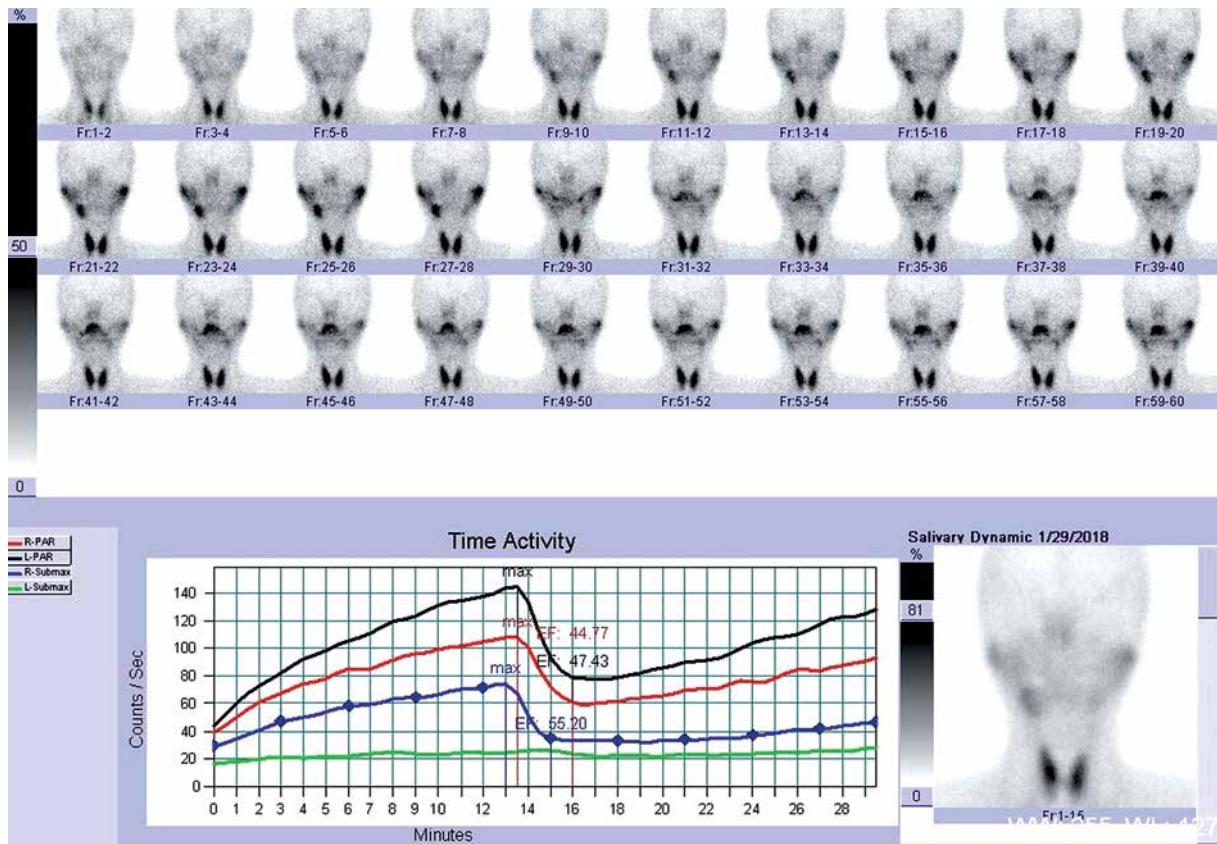 %
Fr:1-2 Fr:3-4 Fr:5-6 Fr:7-8 Fr:9-10 Fr:11-12 Fr:13-14 Fr:15-16 Fr:17-18 Fr:19-20
50
Fr:21-22 Fr:23-24 Fr:25-26 Fr:27-28 Fr:29-30 Fr:31-32 Fr:33-34 Fr:35-36 Fr:37-38 Fr:39-40
Fr:41-42 Fr:43-44 Fr:45-46 Fr:47-48 Fr:49-50 Fr:51-52 Fr:53-54 Fr:55-56 Fr:57-58 Fr:59-60
0
R-PAR
L-PAR
R-Submax
L-Submax
Time Activity
max
max
max
EF: 44.77
EF: 47.43
EF: 55.20
Counts / Sec
140
120
100
80
60
40
20
0
0 1 2 3 4 5 6 7 8 9 10 12 14 16 18 20 22 24 26 28
Minutes
Salivary Dynamic 1/29/2018
%
81
0
Fr:1-15